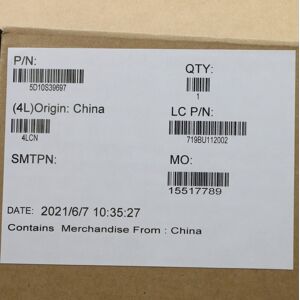 P/N:
QTY:
5D10S39697
1
(4L)Origin: China
LC P/N:
4LCN
719BU112002
SMTPN:
MO:
15517789
DATE: 2021/6/7 10:35:27
Contains Merchandise From : China